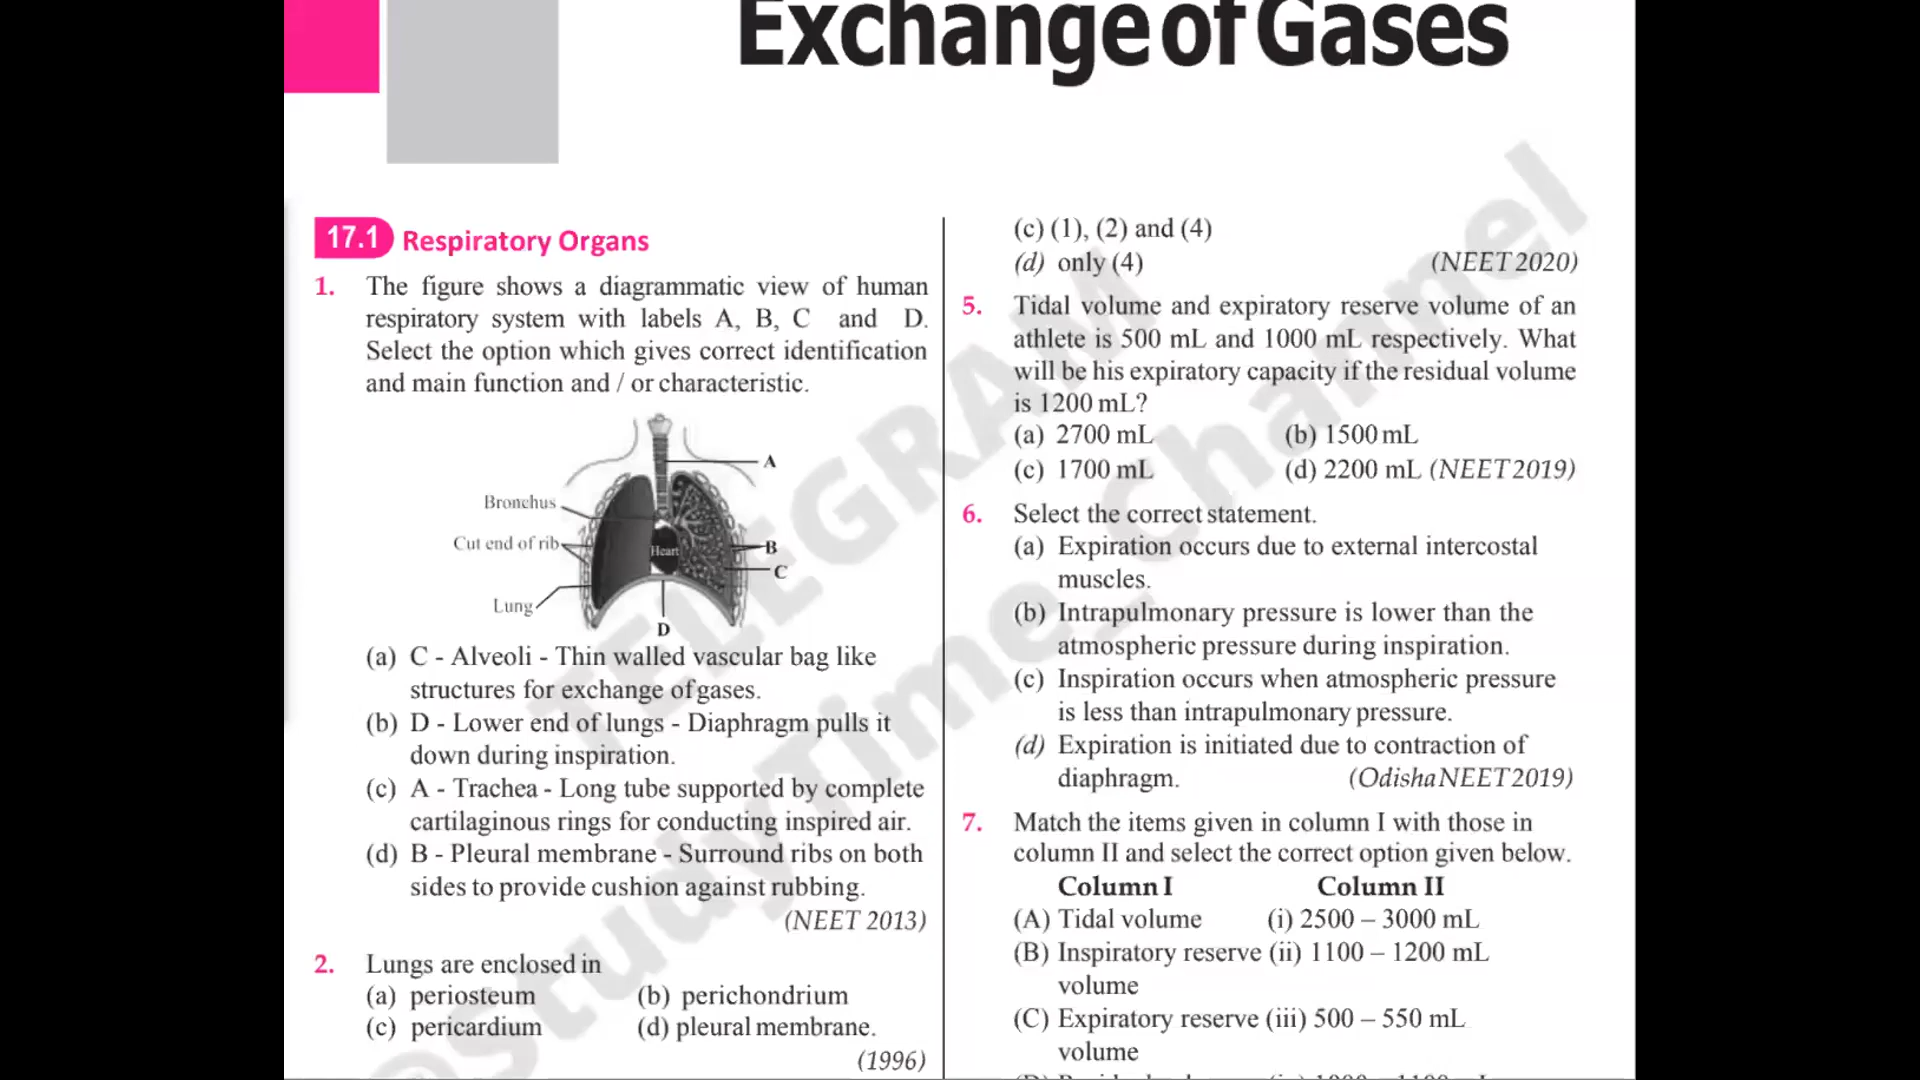 Exchange of Gases
17.1 Respiratory Organs
1. The figure shows a diagrammatic view of human
respiratory system with labels A, B, C and D.
Select the option which gives correct identification
and main function and / or characteristic.
A
Bronchus
Cut end of rib
Heart
B
C
Lung
D
(a) C - Alveoli - Thin walled vascular bag like
structures for exchange of gases.
(b) D - Lower end of lungs - Diaphragm pulls it
down during inspiration.
(c) A - Trachea - Long tube supported by complete
cartilaginous rings for conducting inspired air.
(d) B - Pleural membrane - Surround ribs on both
sides to provide cushion against rubbing.
(NEET 2013)
2. Lungs are enclosed in
(a) periosteum (b) perichondrium
(c) pericardium (d) pleural membrane.
(1996)
(c) (1), (2) and (4)
(d) only (4) (NEET 2020)
5. Tidal volume and expiratory reserve volume of an
athlete is 500 mL and 1000 mL respectively. What
will be his expiratory capacity if the residual volume
is 1200 mL?
(a) 2700 mL (b) 1500 mL
(c) 1700 mL (d) 2200 mL (NEET 2019)
6. Select the correct statement.
(a) Expiration occurs due to external intercostal
muscles.
(b) Intrapulmonary pressure is lower than the
atmospheric pressure during inspiration.
(c) Inspiration occurs when atmospheric pressure
is less than intrapulmonary pressure.
(d) Expiration is initiated due to contraction of
diaphragm. (Odisha NEET 2019)
7. Match the items given in column I with those in
column II and select the correct option given below.
Column I Column II
(A) Tidal volume (i) 2500 – 3000 mL
(B) Inspiratory reserve (ii) 1100 – 1200 mL
volume
(C) Expiratory reserve (iii) 500 – 550 mL
volume
TELEGRAM
@studyTime_Channel